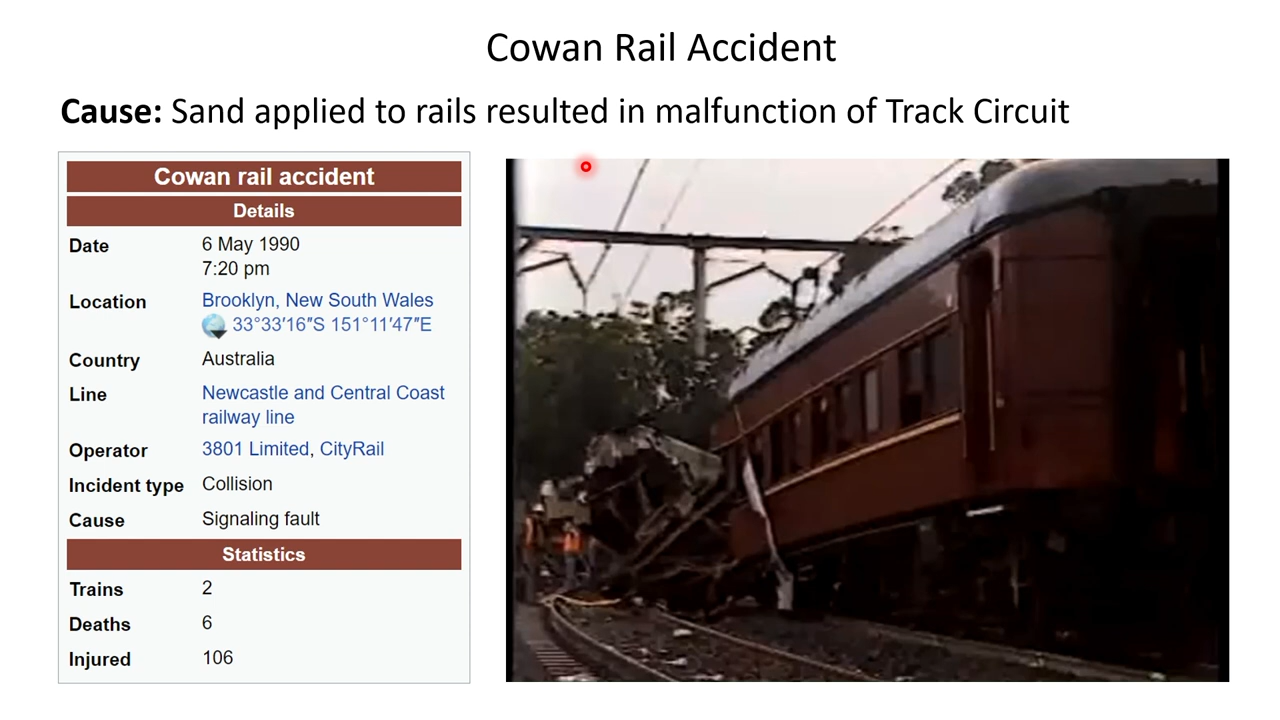 Cowan Rail Accident
Cause: Sand applied to rails resulted in malfunction of Track Circuit
Cowan rail accident
Details
Date 6 May 1990
7:20 pm
Location Brooklyn, New South Wales
33°33′16″S 151°11′47″E
Country Australia
Line Newcastle and Central Coast
railway line
Operator 3801 Limited, CityRail
Incident type Collision
Cause Signaling fault
Statistics
Trains 2
Deaths 6
Injured 106